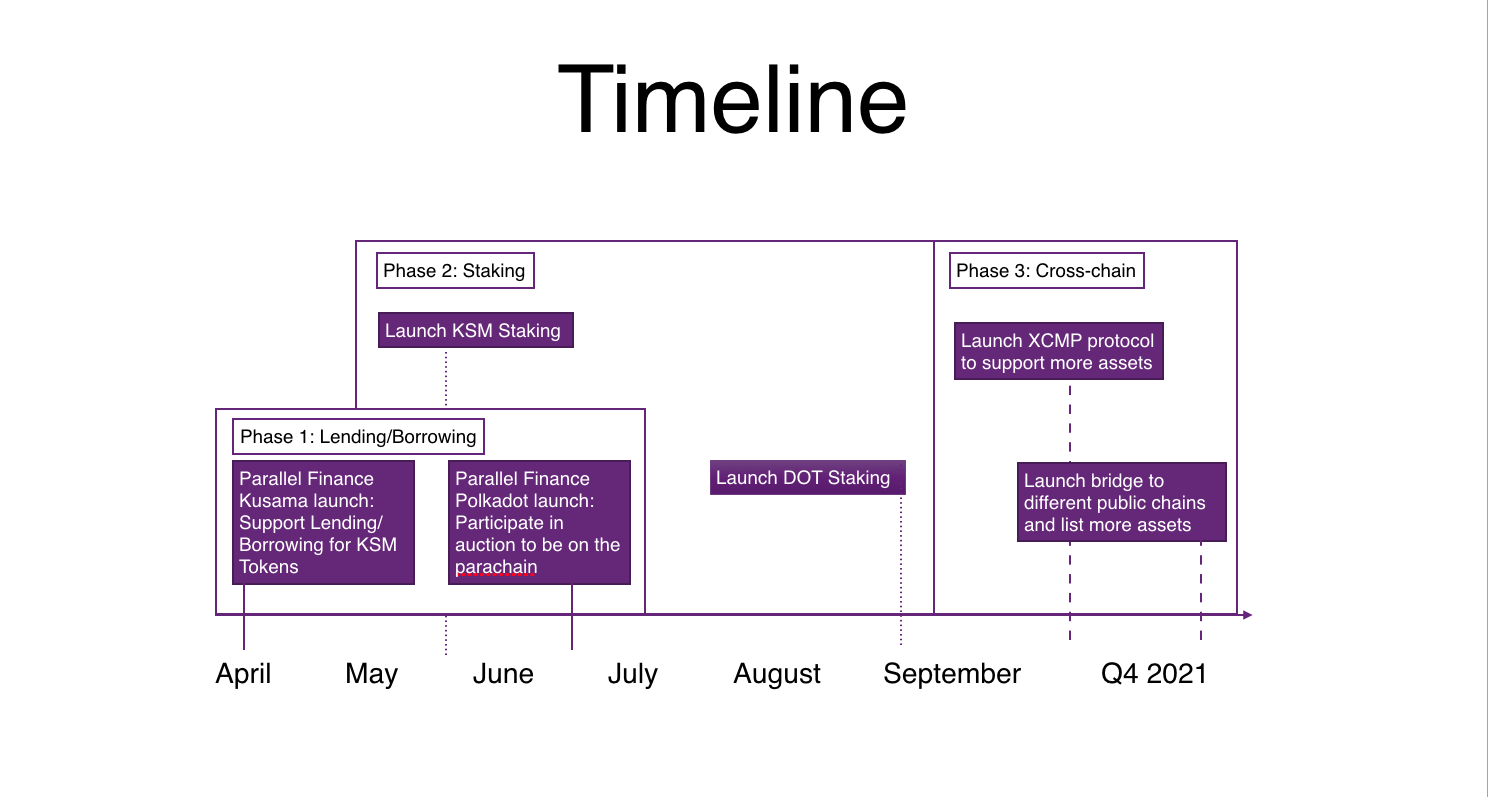 Timeline
Phase 2: Staking
Phase 3: Cross-chain
Launch KSM Staking
Launch XCMP protocol
to support more assets
Phase 1: Lending/Borrowing
Parallel Finance
Kusama launch:
Support Lending/
Borrowing for KSM
Tokens
Parallel Finance
Polkadot launch:
Participate in
auction to be on the
parachain
Launch DOT Staking
Launch bridge to
different public chains
and list more assets
April May June July August September Q4 2021